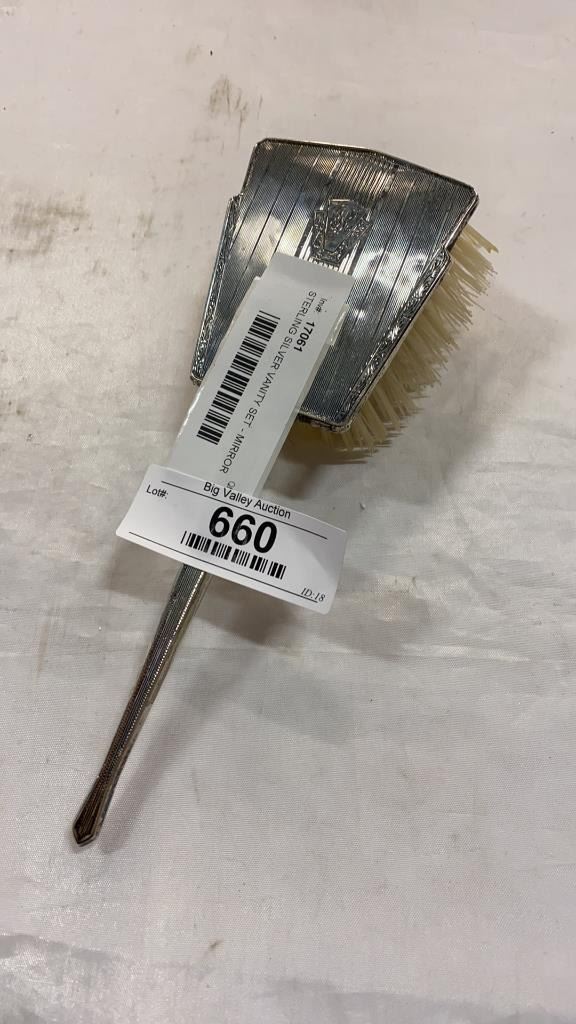 Inv#: 17061
STERLING SILVER VANITY SET - MIRROR
Big Valley Auction
Lot#:
660
ID:18